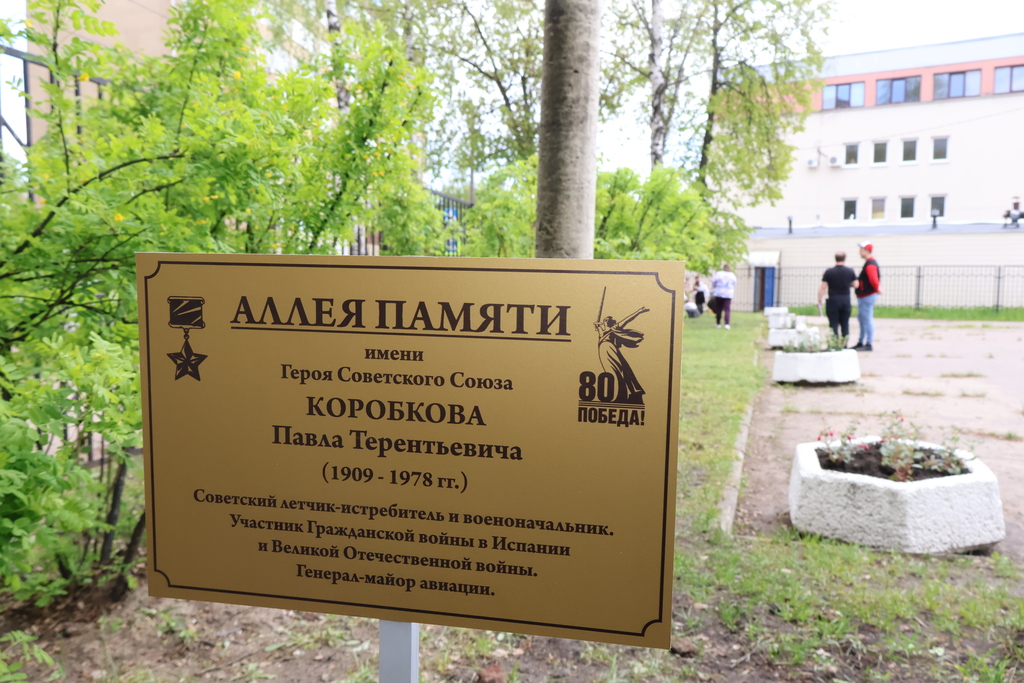 АЛЛЕЯ ПАМЯТИ
имени
Героя Советского Союза
КОРОБКОВА
Павла Терентьевича
(1909 - 1978 гг.)
Советский летчик-истребитель и военоначальник.
Участник Гражданской войны в Испании
и Великой Отечественной войны.
Генерал-майор авиации.
80
ПОБЕДА!